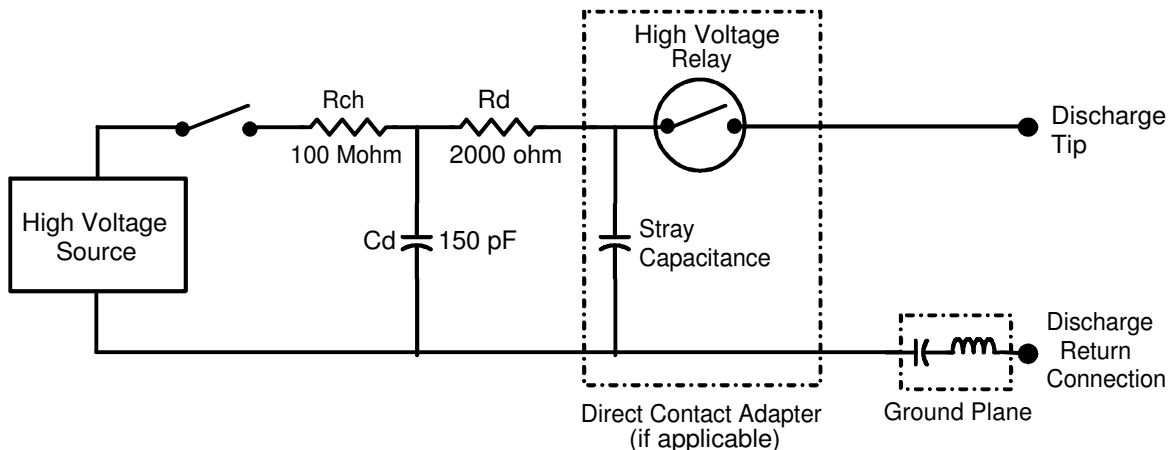 High Voltage
Relay
Rch
Rd
100 Mohm
2000 ohm
Discharge
Tip
High Voltage
Source
Cd
150 pF
Stray
Capacitance
Discharge
Return
Connection
Direct Contact Adapter
(if applicable)
Ground Plane